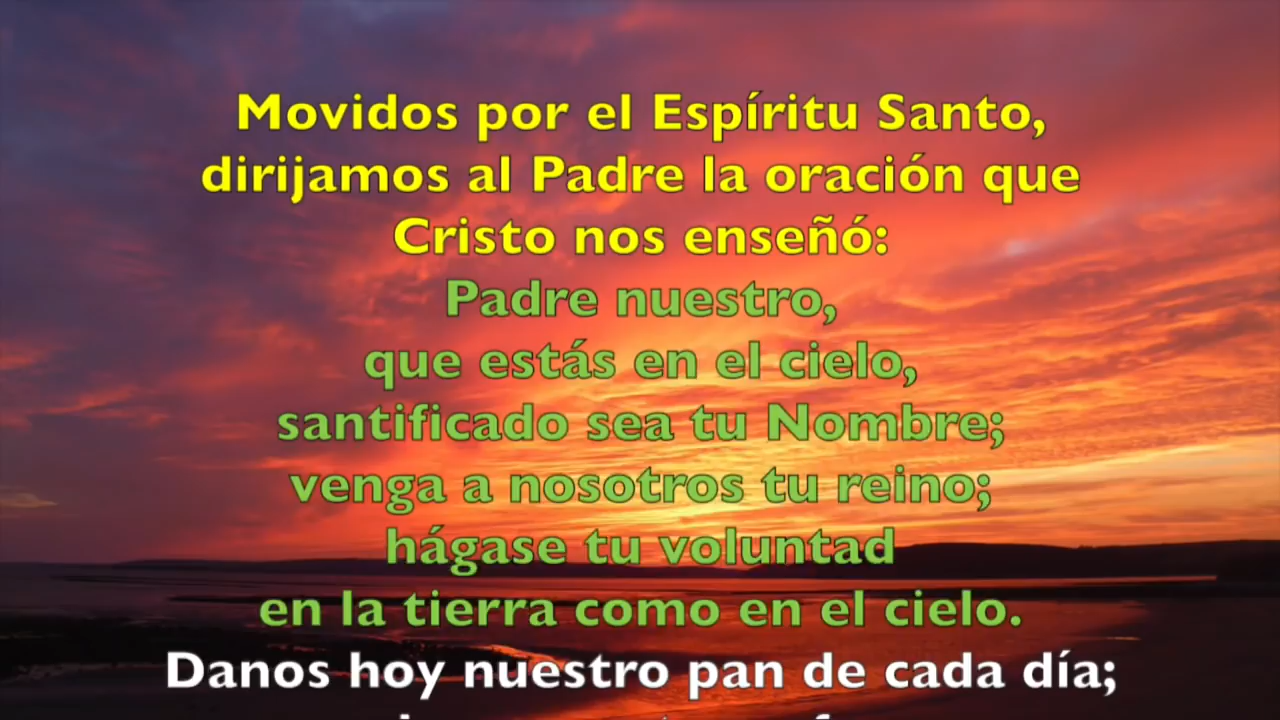 Movidos por el Espíritu Santo,
dirijamos al Padre la oración que
Cristo nos enseñó:
Padre nuestro,
que estás en el cielo,
santificado sea tu Nombre;
venga a nosotros tu reino;
hágase tu voluntad
en la tierra como en el cielo.
Danos hoy nuestro pan de cada día;